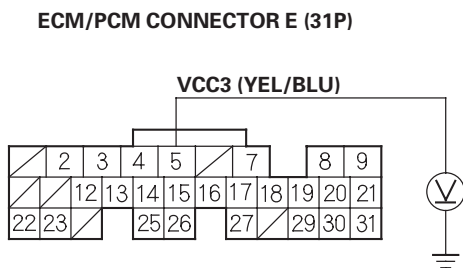 ECM/PCM CONNECTOR E (31P)
VCC3 (YEL/BLU)
2 3 4 5 7 8 9
12 13 14 15 16 17 18 19 20 21
22 23 25 26 27 29 30 31
V